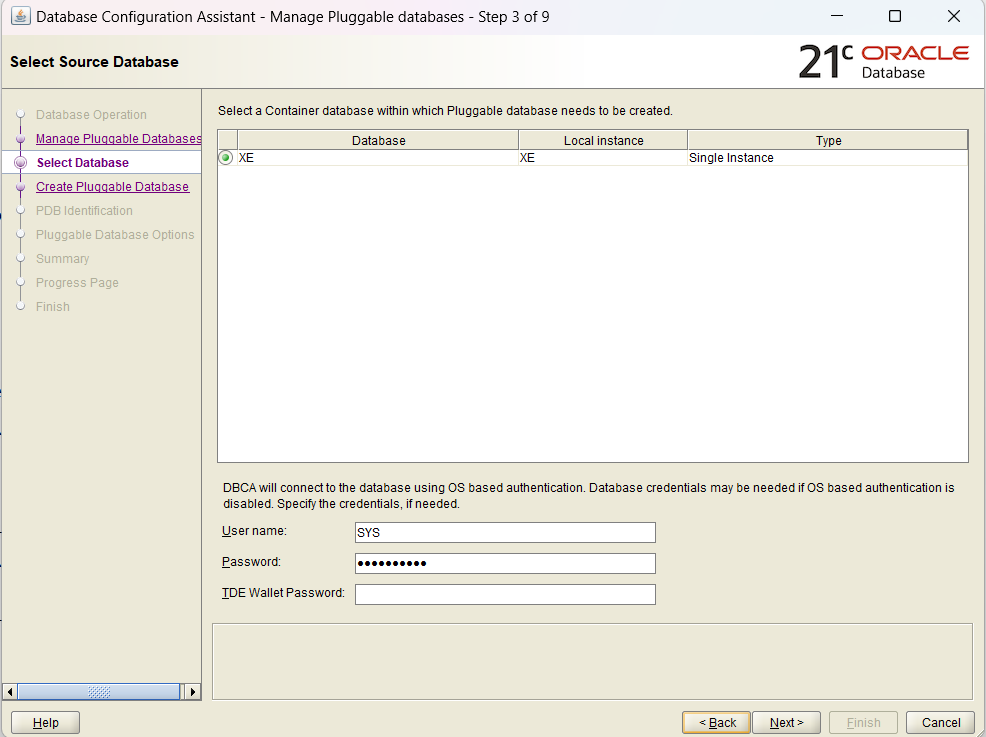 Database Configuration Assistant - Manage Pluggable databases - Step 3 of 9
Select Source Database
21c ORACLE
Database
Database Operation
Manage Pluggable Databases
Select Database
Create Pluggable Database
PDB Identification
Pluggable Database Options
Summary
Progress Page
Finish
Select a Container database within which Pluggable database needs to be created.
Database Local instance Type
XE XE Single Instance
DBCA will connect to the database using OS based authentication. Database credentials may be needed if OS based authentication is
disabled. Specify the credentials, if needed.
User name: SYS
Password: ••••••••••
TDE Wallet Password:
Help < Back Next > Finish Cancel